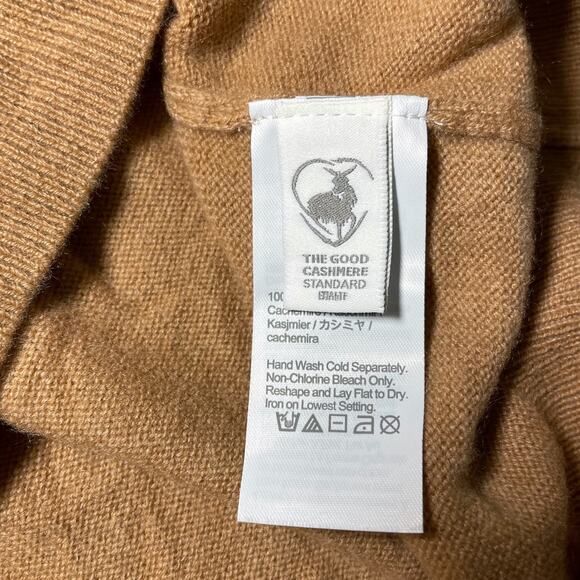 THE GOOD
CASHMERE
STANDARD
100
Kasjmier / カシミヤ /
cachemira
Hand Wash Cold Separately.
Non-Chlorine Bleach Only.
Reshape and Lay Flat to Dry.
Iron on Lowest Setting.